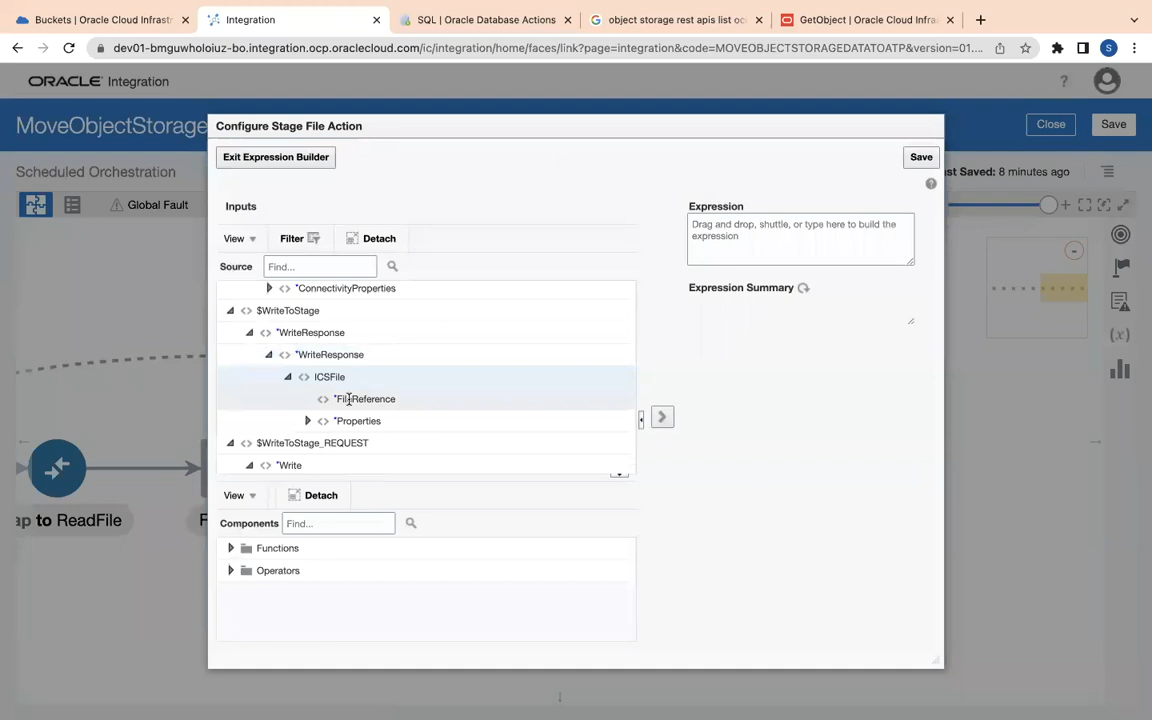 Buckets | Oracle Cloud Infrast
Integration
SQL | Oracle Database Actions
object storage rest apis list oci
GetObject | Oracle Cloud Infra
dev01-bmguwholoiuz-bo.integration.ocp.oraclecloud.com/ic/integration/home/faces/link?page=integration&code=MOVEOBJECTSTORAGEDATATOATP&version=01....
S
ORACLE Integration
MoveObjectStorage
Close
Save
Scheduled Orchestration
st Saved: 8 minutes ago
Global Fault
Configure Stage File Action
Exit Expression Builder
Save
Inputs
View
Filter
Detach
Source
Find...
*ConnectivityProperties
$WriteToStage
*WriteResponse
*WriteResponse
ICSFile
*FileReference
*Properties
$WriteToStage_REQUEST
*Write
View
Detach
Components
Find...
Functions
Operators
Expression
Drag and drop, shuttle, or type here to build the
expression
Expression Summary
ap to ReadFile
F